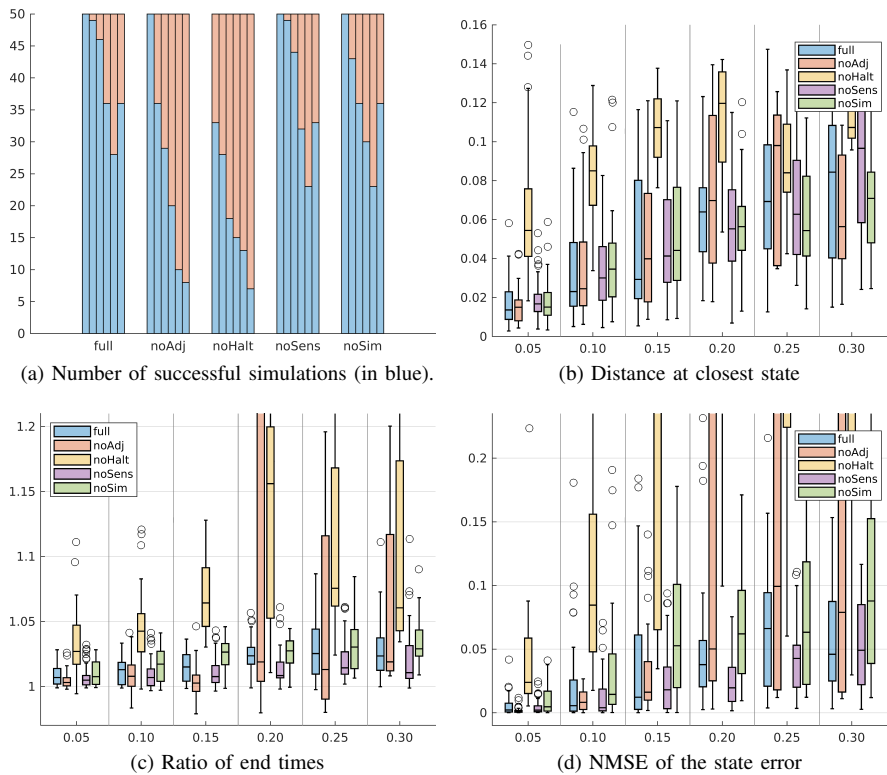 50
45
40
35
30
25
20
15
10
5
0
full noAdj noHalt noSens noSim
(a) Number of successful simulations (in blue).
0.16
0.14
0.12
0.1
0.08
0.06
0.04
0.02
0
full
noAdj
noHalt
noSens
noSim
0.05 0.10 0.15 0.20 0.25 0.30
(b) Distance at closest state
1.2
1.15
1.1
1.05
1
full
noAdj
noHalt
noSens
noSim
0.05 0.10 0.15 0.20 0.25 0.30
(c) Ratio of end times
0.2
0.15
0.1
0.05
0
full
noAdj
noHalt
noSens
noSim
0.05 0.10 0.15 0.20 0.25 0.30
(d) NMSE of the state error